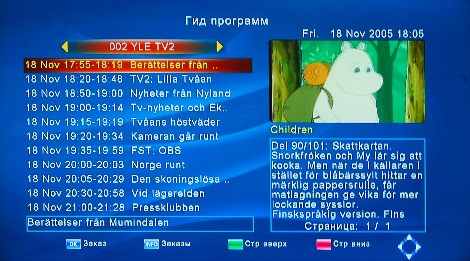 Гид программ
Fri. 18 Nov 2005 18:05
002 YLE TV2
18 Nov 17:55-18:19 Berättelser från ..
18 Nov 18:20-18:48 TV2: Lilla Tvåan
18 Nov 18:50-19:00 Nyheter från Nyland
18 Nov 19:00-19:14 Tv-nyheter och Ek..
18 Nov 19:15-19:19 Tvåans höstväder
18 Nov 19:20-19:34 Kameran går runt
18 Nov 19:35-19:59 FST: OBS
18 Nov 20:00-20:03 Norge runt
18 Nov 20:05-20:29 Den skoningslösa ..
18 Nov 20:30-20:58 Vid lägerelden
18 Nov 21:00-21:28 Pressklubben
Berättelser från Mumindalen
Children
Del 90/101: Skattkartan.
Snorkfröken och My lär sig att
kocka. Men när de i källaren i
stället för blåbärssylt hittar en
märklig pappersrulle, får
matlagningen ge vika för mer
lockande sysslor.
Finskspråkig version. Fins
Страница: 1 / 1
OK Заказ INFO Заказы Стр вверх Стр вниз